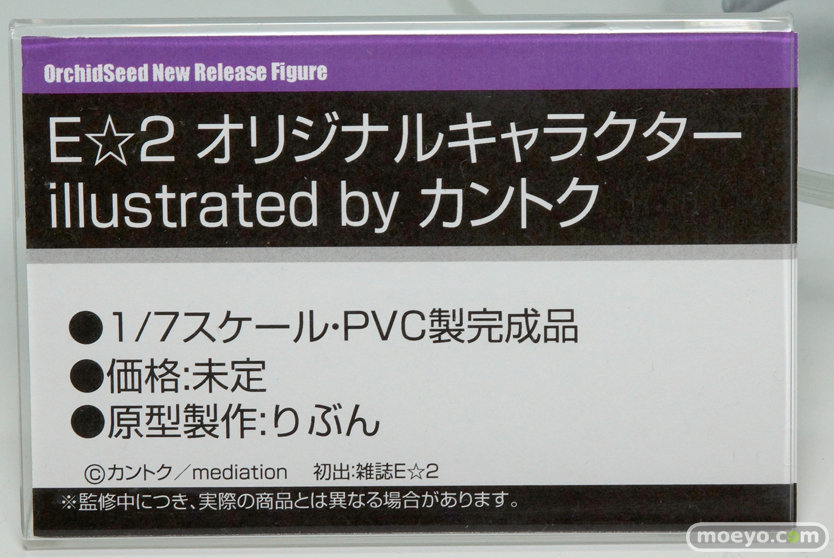 OrchidSeed New Release Figure
E☆2 オリジナルキャラクター
illustrated by カントク
●1/7スケール・PVC製完成品
●価格:未定
●原型製作:りぶん
©カントク／mediation 初出:雑誌E☆2
※監修中につき、実際の商品とは異なる場合があります。
moeyo.com